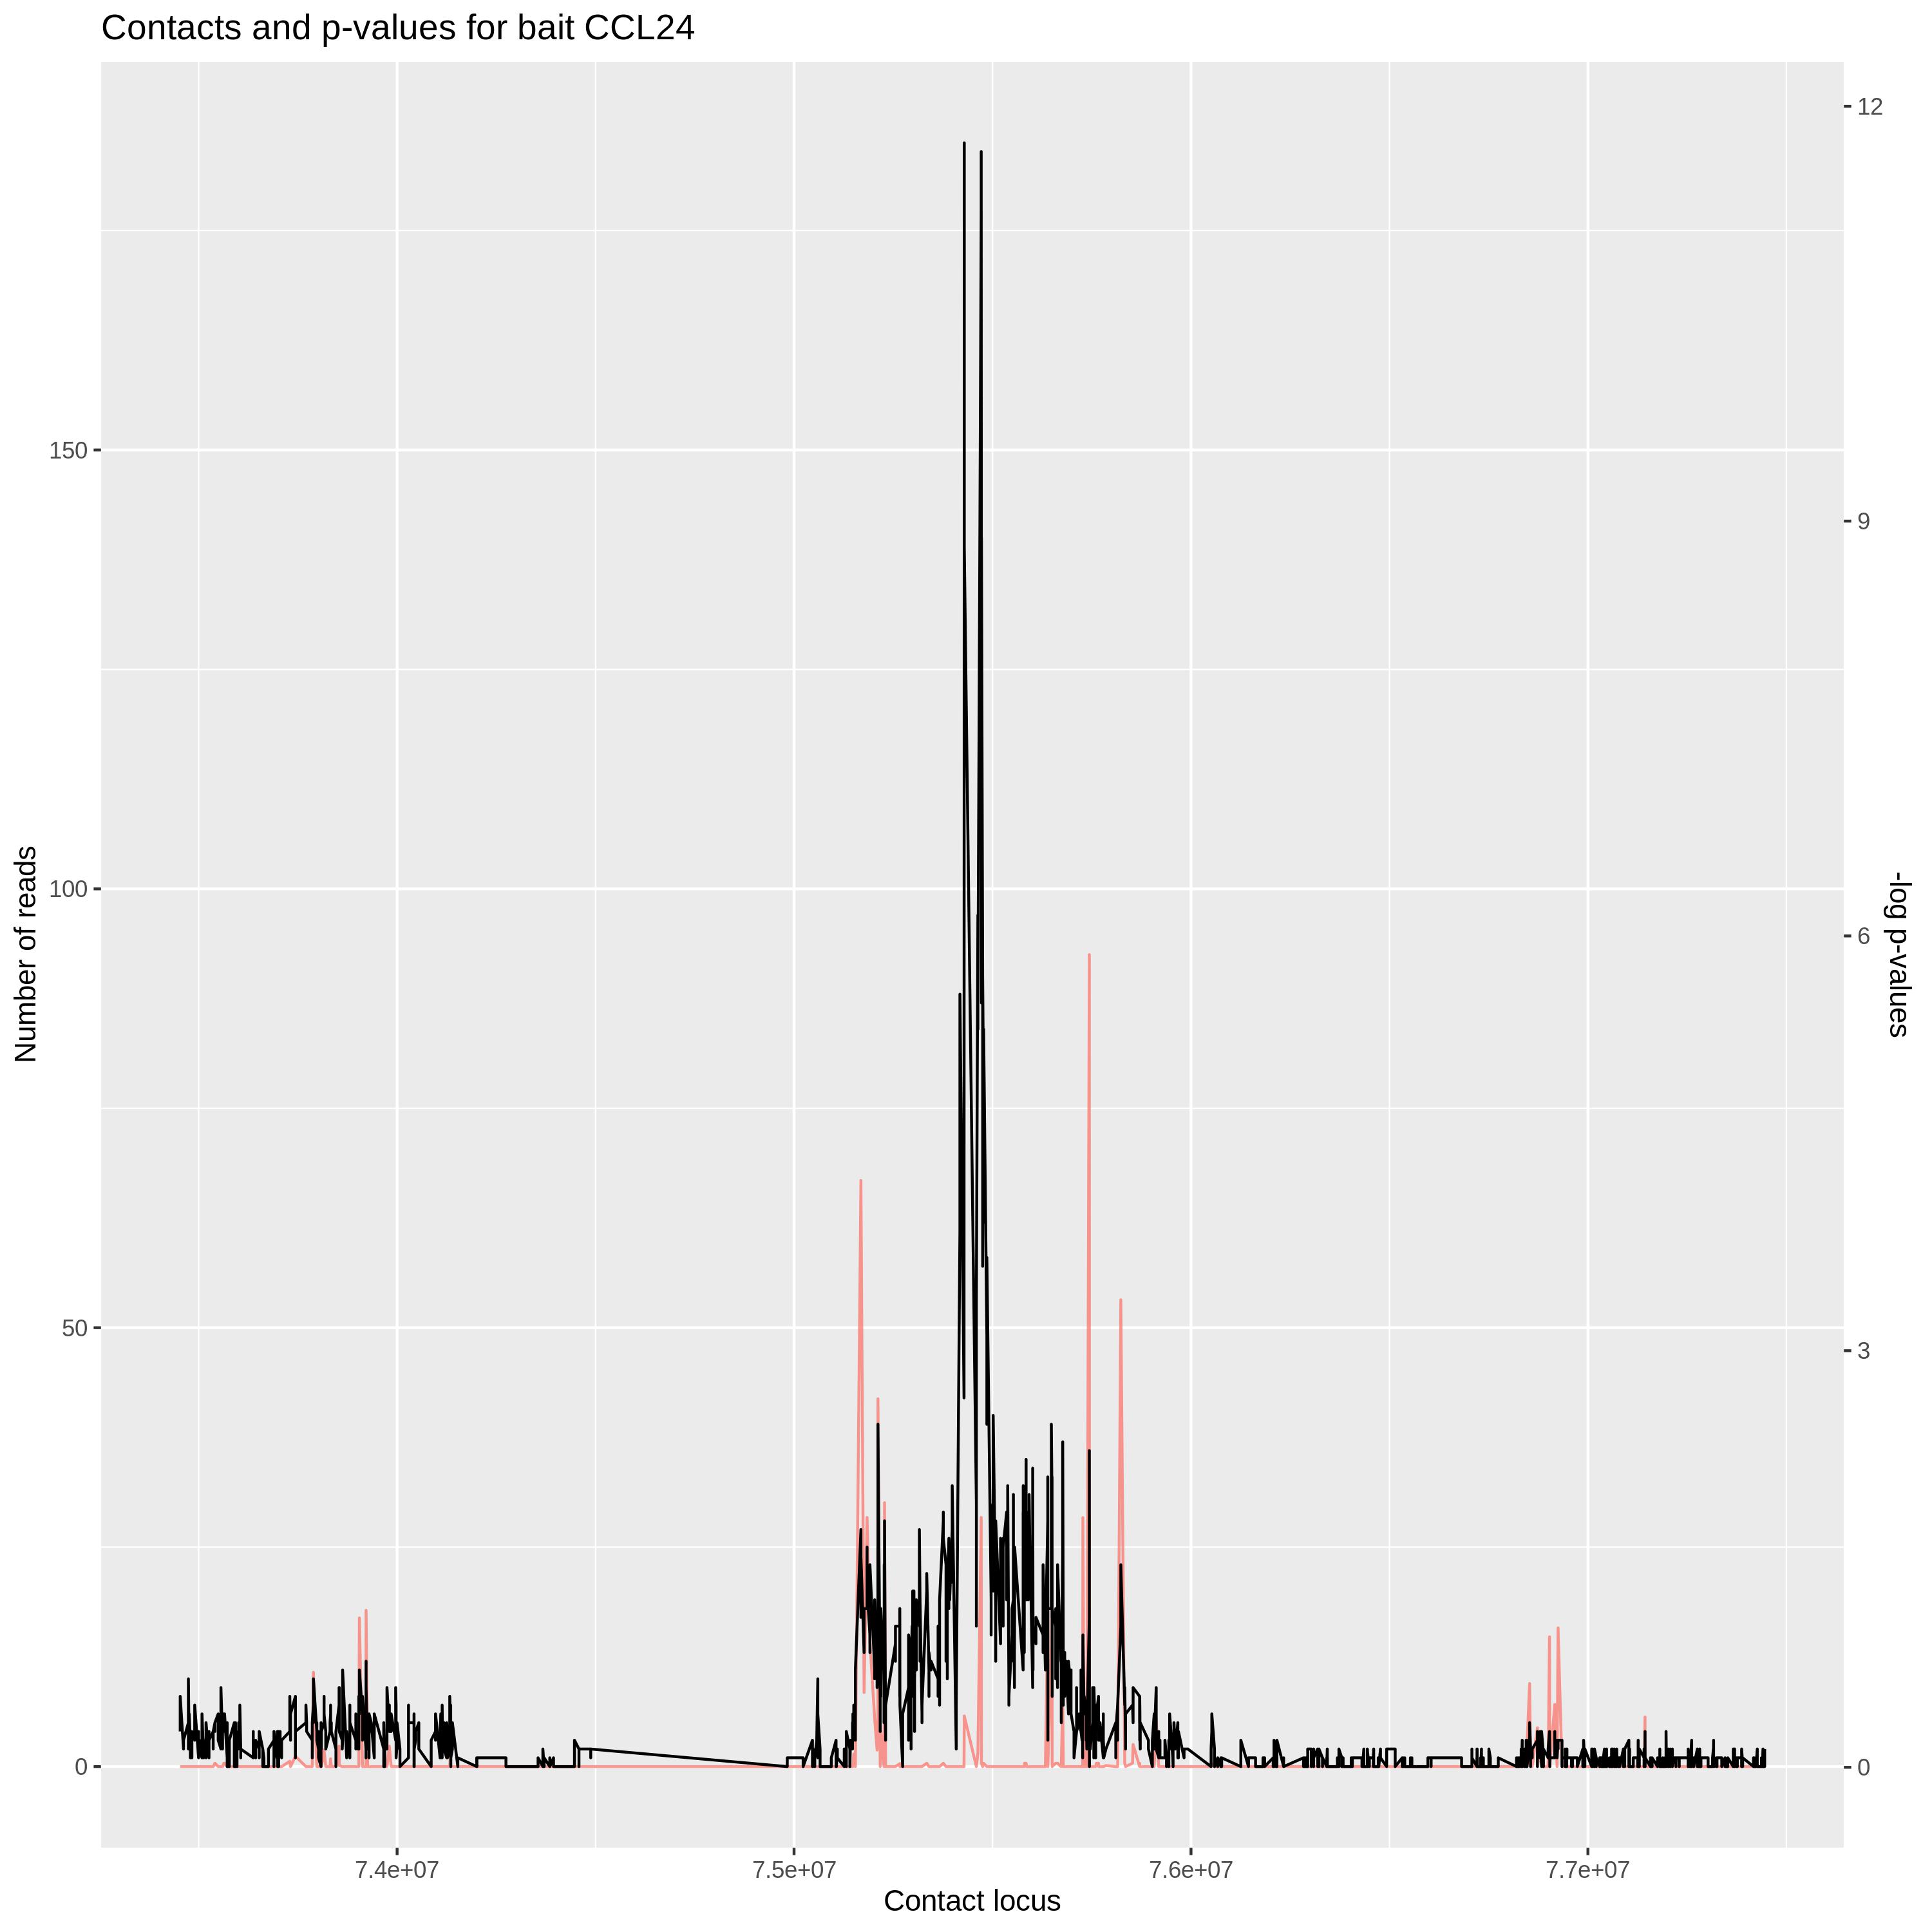 Contacts and p-values for bait CCL24
12
150
9
100
6
50
3
0
0
Number of reads
-log p-values
7.4e+07
7.5e+07
7.6e+07
7.7e+07
Contact locus